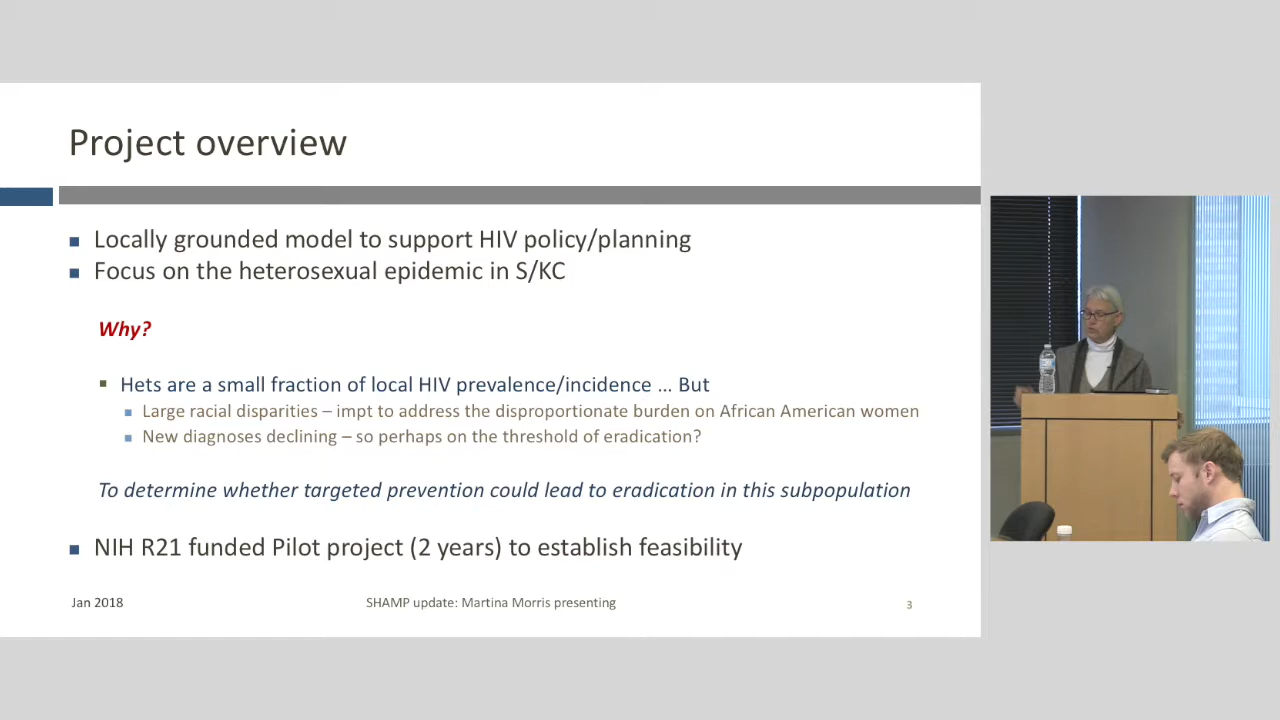 Project overview
Locally grounded model to support HIV policy/planning
Focus on the heterosexual epidemic in S/KC
Why?
Hets are a small fraction of local HIV prevalence/incidence … But
Large racial disparities – impt to address the disproportionate burden on African American women
New diagnoses declining – so perhaps on the threshold of eradication?
To determine whether targeted prevention could lead to eradication in this subpopulation
NIH R21 funded Pilot project (2 years) to establish feasibility
Jan 2018
SHAMP update: Martina Morris presenting
3